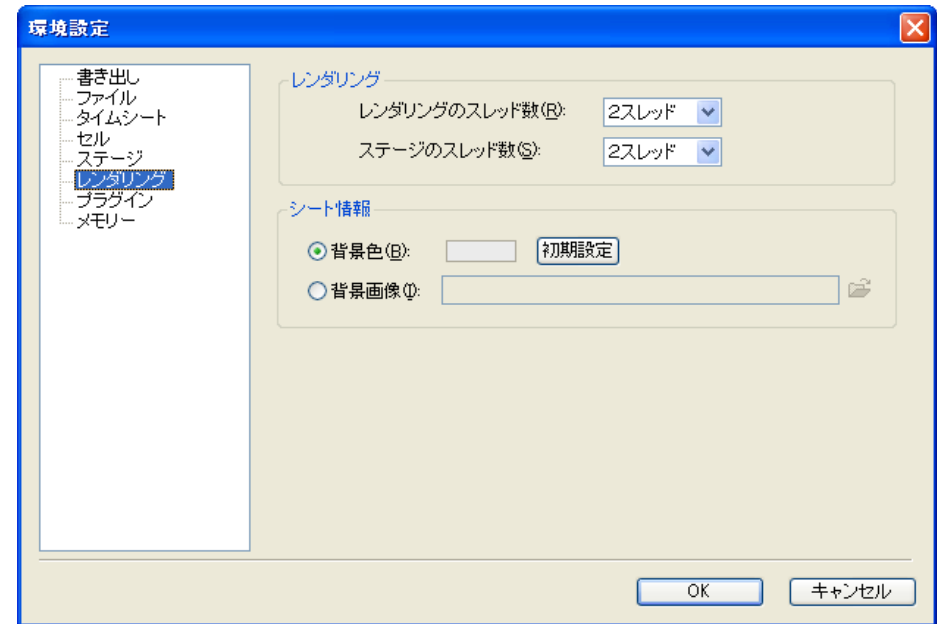 環境設定
書き出し
ファイル
タイムシート
セル
ステージ
レンダリング
プラグイン
メモリー
レンダリング
レンダリングのスレッド数(R): 2スレッド
ステージのスレッド数(S): 2スレッド
シート情報
背景色(B): 初期設定
背景画像(I):
OK キャンセル